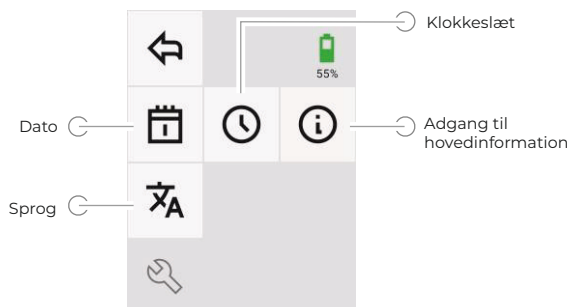 Klokkeslæt
55%
Dato
Adgang til
hovedinformation
Sprog